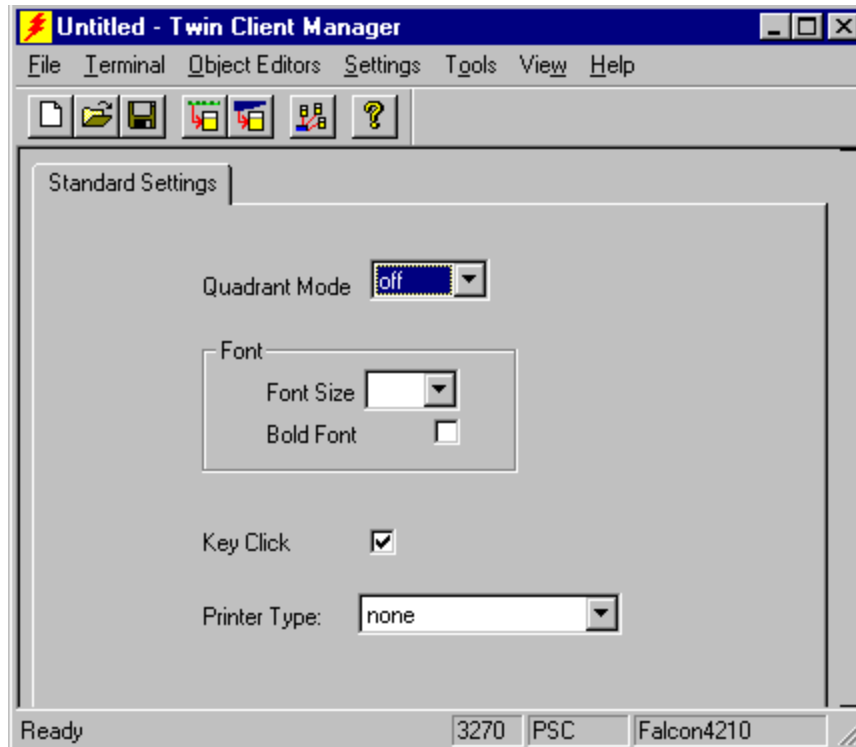 Untitled - Twin Client Manager
File Terminal Object Editors Settings Tools View Help
Standard Settings
Quadrant Mode off
Font
Font Size
Bold Font
Key Click
Printer Type: none
Ready 3270 PSC Falcon4210